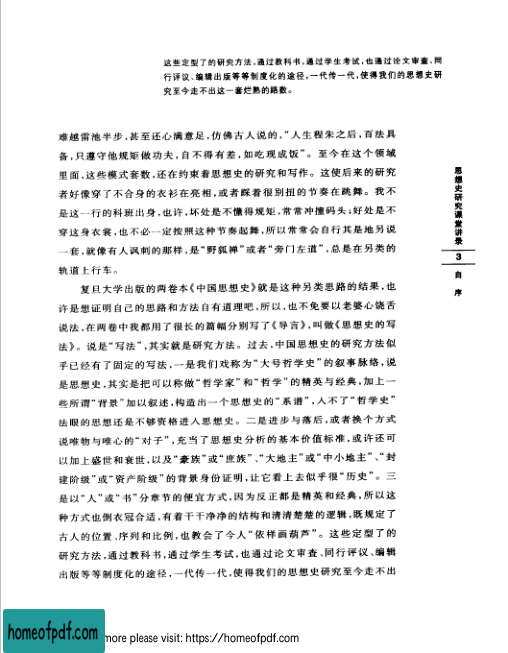 这些定型了的研究方法,通过教科书,通过学生考试,也通过论文审查、同
行评议、编辑出版等等制度化的途径,一代传一代,使得我们的思想史研
究至今走不出这一套烂熟的路数。
难越雷池半步,甚至还心满意足,仿佛古人说的,“人生程朱之后,百法具
备,只遵守他规矩做功夫,自不得有差,如吃现成饭”。至今在这个领域
里面,这些模式套数,还在约束着思想史的研究和写作。这使后来的研究
者好像穿了不合身的衣衫在亮相,或者踩着很别扭的节奏在跳舞。我不
是这一行的科班出身,也许,坏处是不懂得规矩,常常冲撞码头;好处是不
穿这身衣裳,也不必一定按照这种节奏起舞,所以常常会自行其是地另说
一套,就像有人讽刺的那样,是“野狐禅”或者“旁门左道”,总是在另类的
轨道上行车。
复旦大学出版的两卷本《中国思想史》就是这种另类思路的结果,也
许是想证明自己的思路和方法自有道理吧,所以,也不免要以老婆心饶舌
说法,在两卷中我都用了很长的篇幅分别写了《导言》,叫做《思想史的写
法》。说是“写法”,其实就是研究方法。过去,中国思想史的研究方法似
乎已经有了固定的写法,一是我们戏称为“大号哲学史”的叙事脉络,说
是思想史,其实是把可以称做“哲学家”和“哲学”的精英与经典,加上一
些所谓“背景”加以叙述,构造出一个思想史的“系谱”,入不了“哲学史”
法眼的思想还是不够资格进入思想史。二是进步与落后,或者换个方式
说唯物与唯心的“对子”,充当了思想史分析的基本价值标准,或许还可
以加上盛世和衰世,以及“豪族”或“庶族”、“大地主”或“中小地主”、“封
建阶级”或“资产阶级”的背景身份证明,让它看上去似乎很“历史”。三
是以“人”或“书”分章节的便宜方式,因为反正都是精英和经典,所以这
种方式也倒衣冠合适,有着干干净净的结构和清清楚楚的逻辑,既规定了
古人的位置、序列和比例,也教会了今人“依样画葫芦”。这些定型了的
研究方法,通过教科书,通过学生考试,也通过论文审查、同行评议、编辑
出版等等制度化的途径,一代传一代,使得我们的思想史研究至今走不出
思想史研究课堂讲录
3
自序
homeofpdf.com
more please visit: https://homeofpdf.com